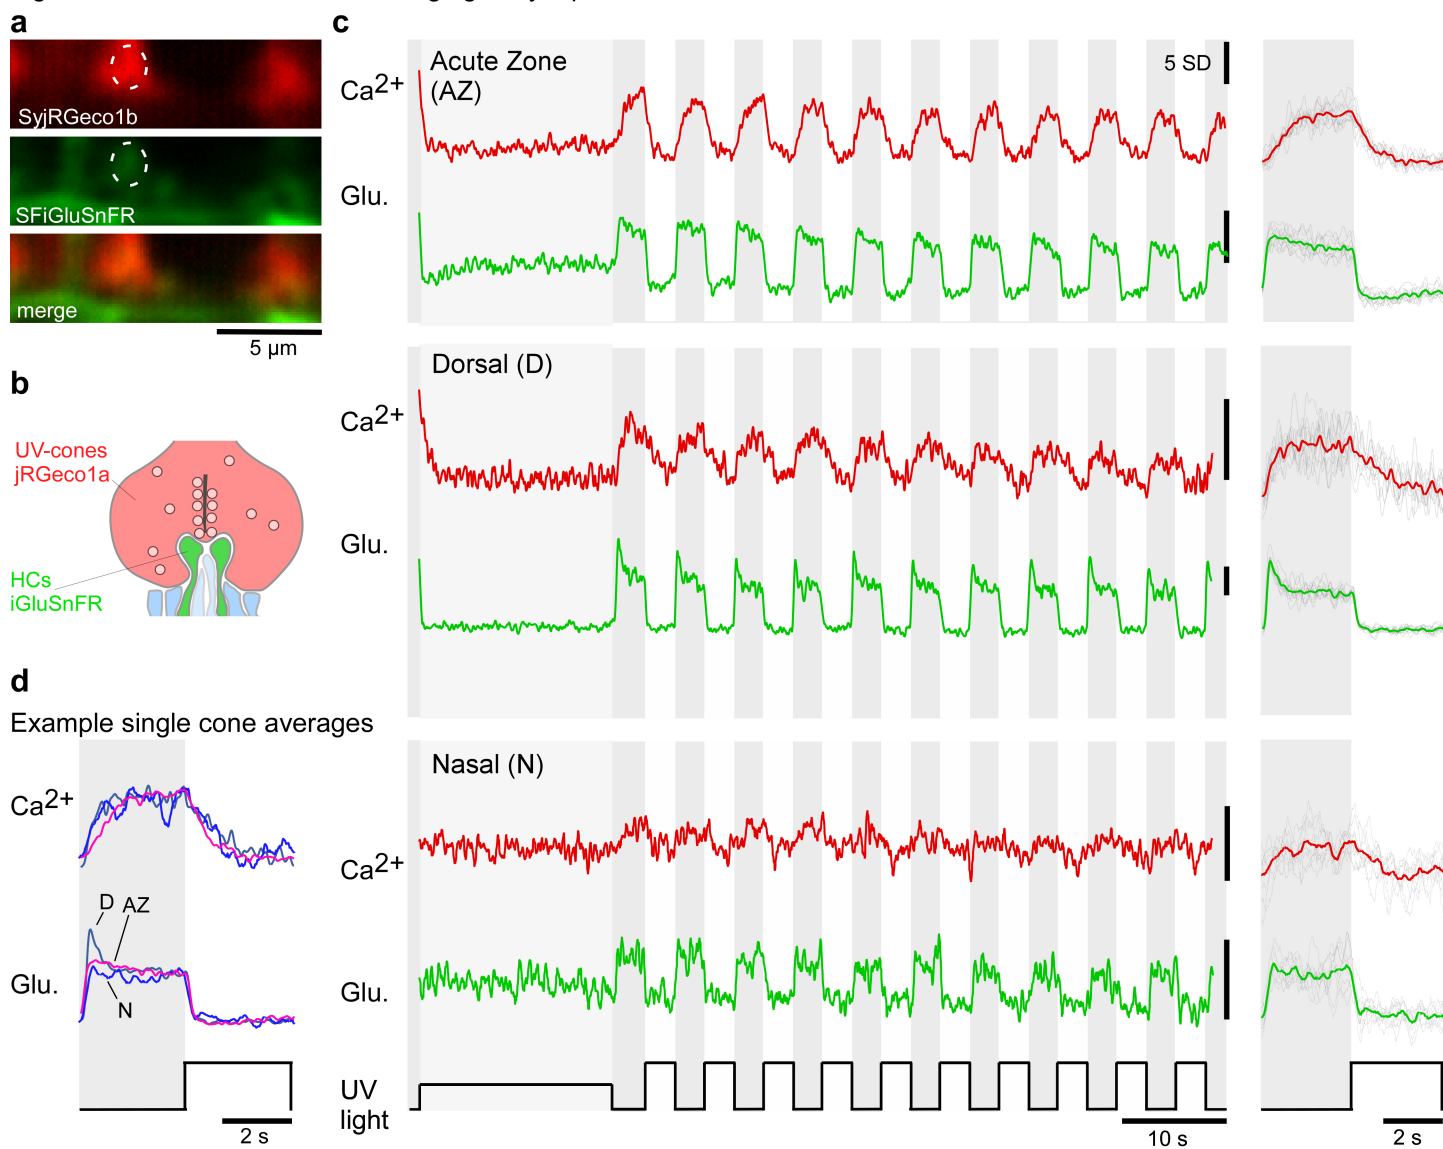 a
SyjRGeco1b
SFiGluSnFR
merge
5 µm
b
UV-cones
jRGeco1a
HCs
iGluSnFR
c
Acute Zone
(AZ)
5 SD
Ca2+
Glu.
Dorsal (D)
Ca2+
Glu.
Nasal (N)
Ca2+
Glu.
UV
light
10 s
2 s
d
Example single cone averages
Ca2+
D
AZ
Glu.
N
2 s